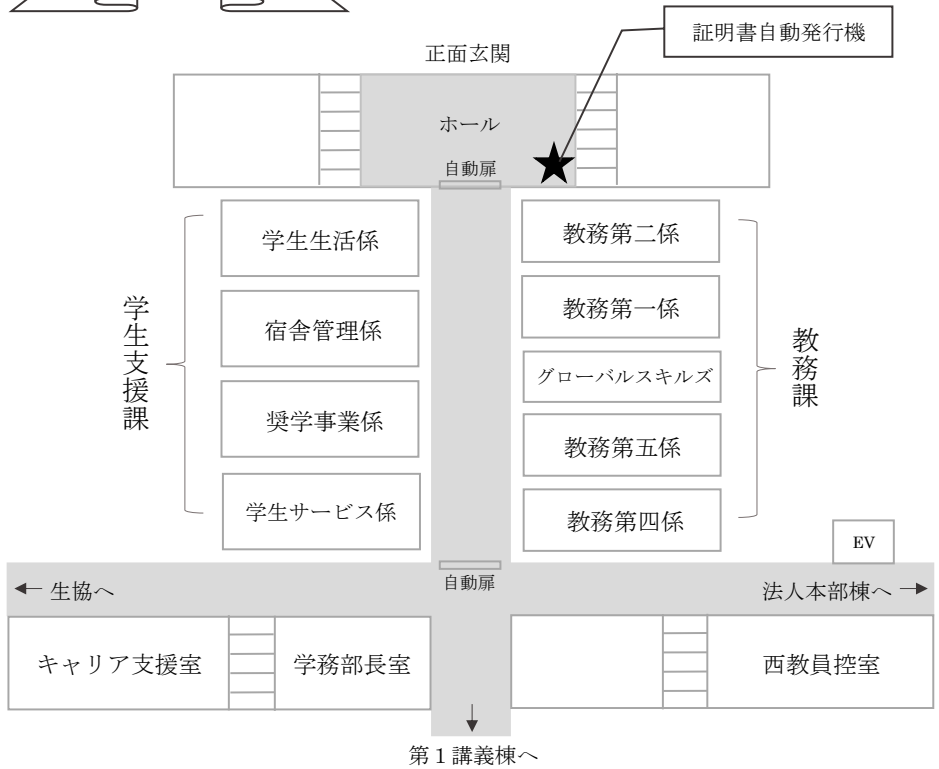 証明書自動発行機
正面玄関
ホール
自動扉
学生生活係
宿舎管理係
奨学事業係
学生サービス係
学生支援課
教務第二係
教務第一係
グローバルスキルズ
教務第五係
教務第四係
教務課
EV
← 生協へ
自動扉
法人本部棟へ →
キャリア支援室
学務部長室
西教員控室
↓
第１講義棟へ